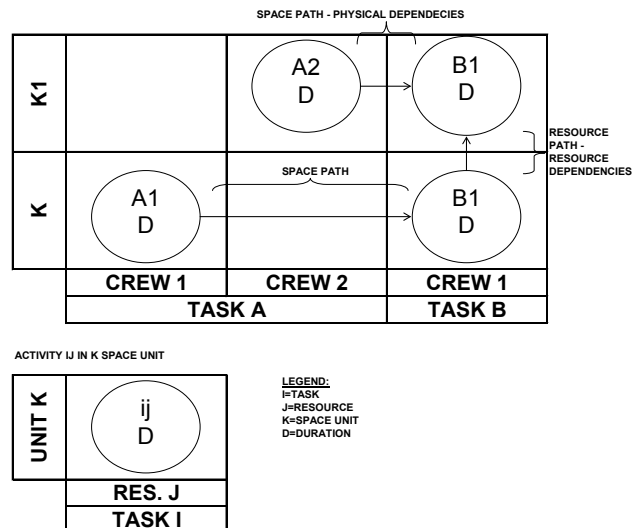 SPACE PATH - PHYSICAL DEPENDECIES
K1
A2
D
B1
D
RESOURCE
PATH -
RESOURCE
DEPENDENCIES
SPACE PATH
K
A1
D
B1
D
CREW 1
CREW 2
CREW 1
TASK A
TASK B
ACTIVITY IJ IN K SPACE UNIT
UNIT K
ij
D
RES. J
TASK I
LEGEND:
I=TASK
J=RESOURCE
K=SPACE UNIT
D=DURATION